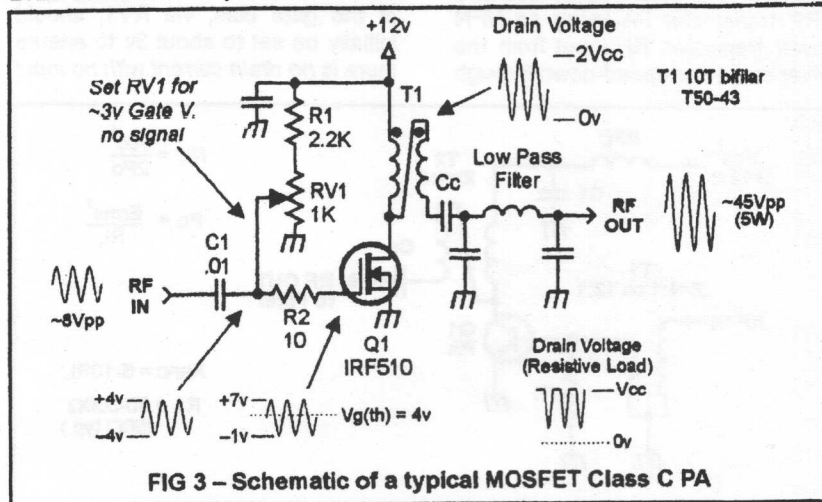 +12v
Drain Voltage
2Vcc
0v
T1 10T bifilar
T50-43
Set RV1 for
~3v Gate V.
no signal
R1
2.2K
T1
RV1
1K
Low Pass
Filter
Cc
RF
OUT
~45Vpp
(5W)
C1
.01
RF
IN
~8Vpp
R2
10
Q1
IRF510
Drain Voltage
(Resistive Load)
Vcc
0v
+4v
-4v
+7v
-1v
Vg(th) = 4v
FIG 3 – Schematic of a typical MOSFET Class C PA